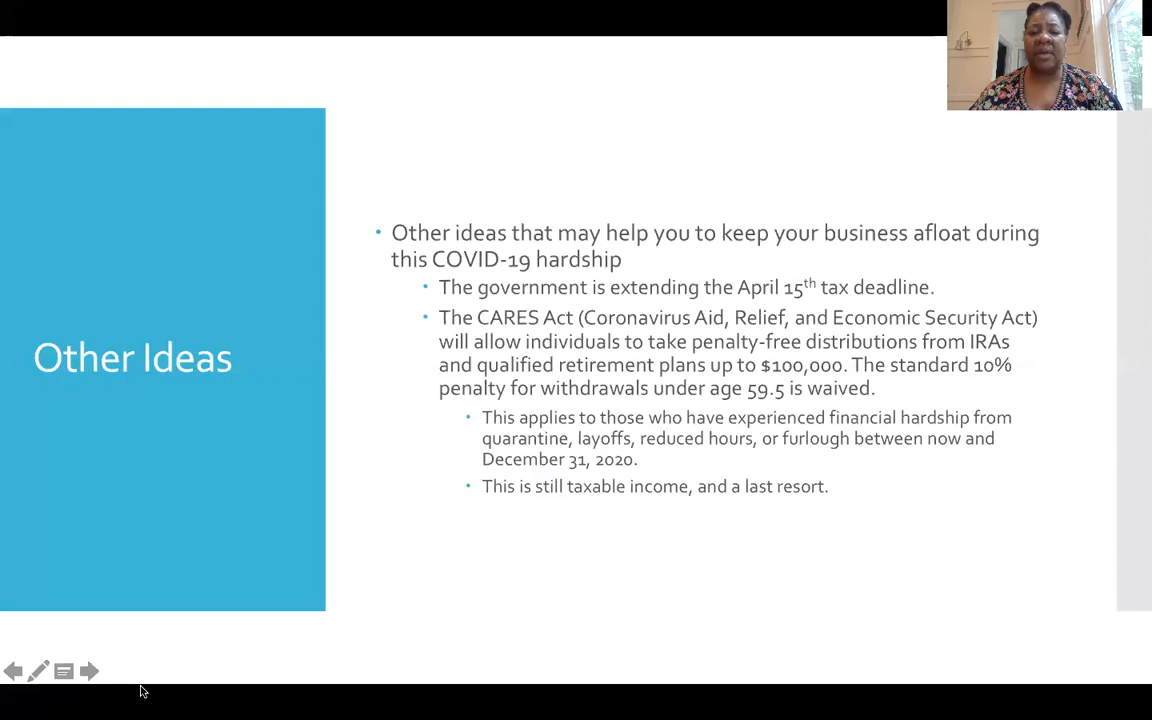 Other Ideas
Other ideas that may help you to keep your business afloat during
this COVID-19 hardship
The government is extending the April 15th tax deadline.
The CARES Act (Coronavirus Aid, Relief, and Economic Security Act)
will allow individuals to take penalty-free distributions from IRAs
and qualified retirement plans up to $100,000. The standard 10%
penalty for withdrawals under age 59.5 is waived.
This applies to those who have experienced financial hardship from
quarantine, layoffs, reduced hours, or furlough between now and
December 31, 2020.
This is still taxable income, and a last resort.